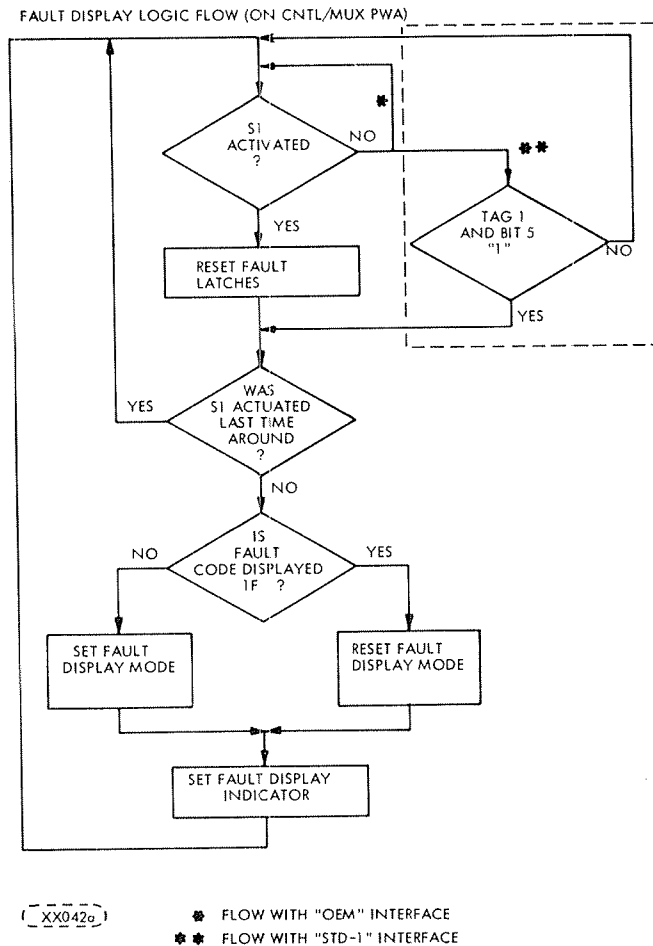 FAULT DISPLAY LOGIC FLOW (ON CNTL/MUX PWA)
S1
ACTIVATED
?
NO
*
**
YES
TAG 1
AND BIT 5
"1"
NO
YES
RESET FAULT
LATCHES
WAS
S1 ACTUATED
LAST TIME
AROUND
?
YES
NO
IS
FAULT
CODE DISPLAYED
1F ?
NO
YES
SET FAULT
DISPLAY MODE
RESET FAULT
DISPLAY MODE
SET FAULT DISPLAY
INDICATOR
XX042a
* FLOW WITH "OEM" INTERFACE
** FLOW WITH "STD-1" INTERFACE